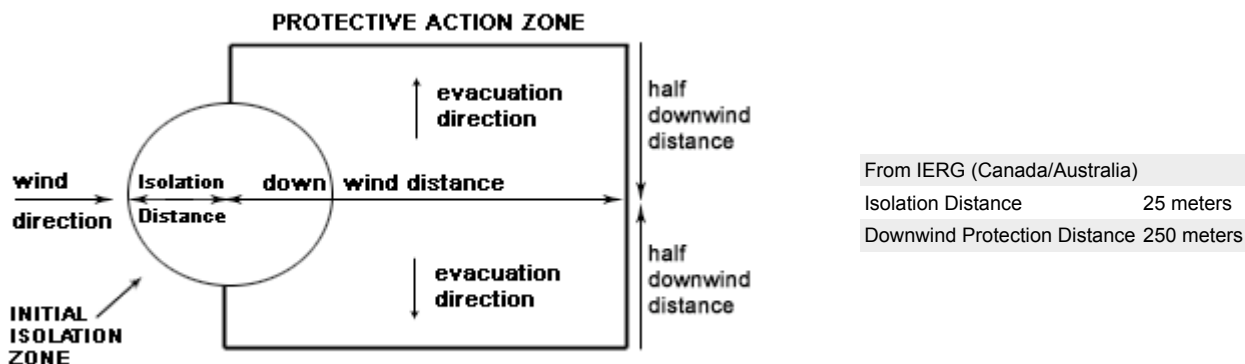 PROTECTIVE ACTION ZONE
evacuation
direction
half
downwind
distance
wind
direction
Isolation
Distance
down wind distance
evacuation
direction
half
downwind
distance
INITIAL
ISOLATION
ZONE
From IERG (Canada/Australia)
Isolation Distance 25 meters
Downwind Protection Distance 250 meters